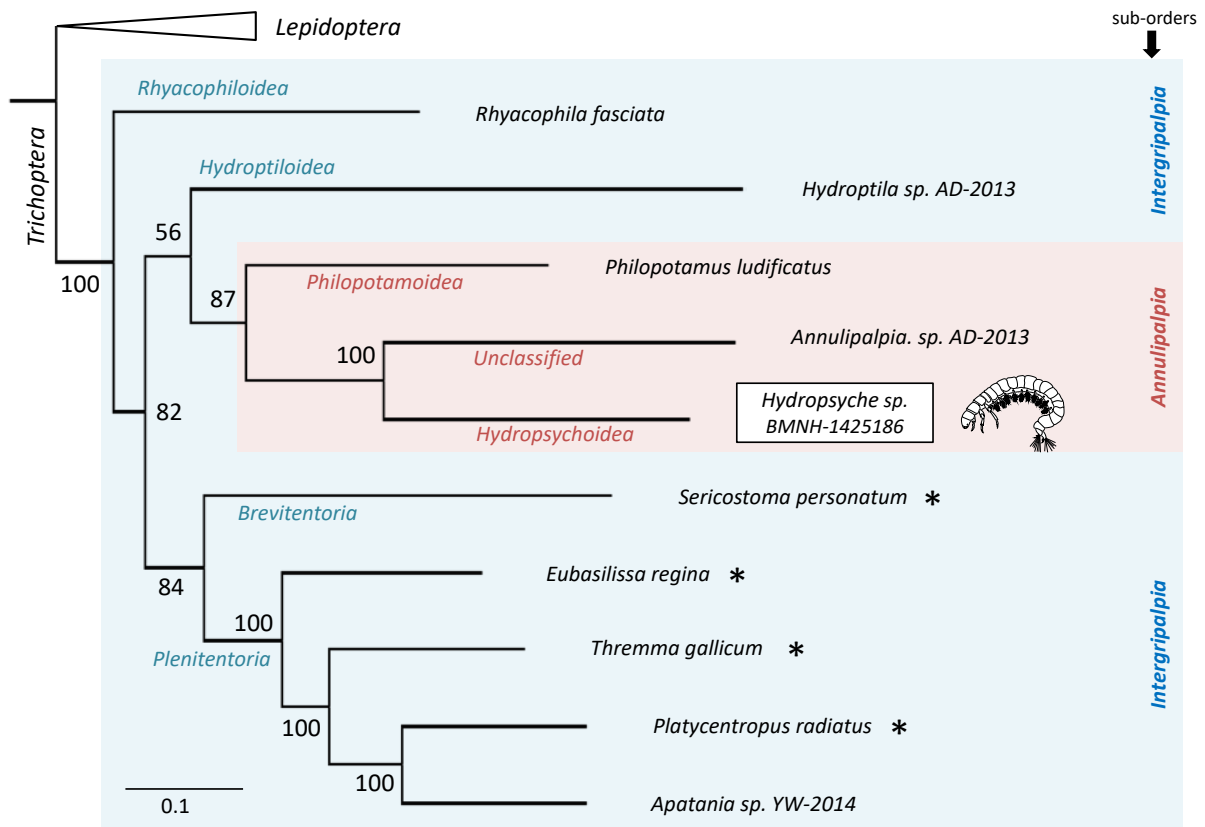 Lepidoptera
sub-orders
Trichoptera
Rhyacophiloidea
Rhyacophila fasciata
Intergripalpia
Hydroptiloidea
Hydroptila sp. AD-2013
56
100
Philopotamoidea
Philopotamus ludificatus
87
Annulipalpia
Annulipalpia. sp. AD-2013
100
Unclassified
Hydropsyche sp.
BMNH-1425186
82
Hydropsychoidea
Sericostoma personatum *
Brevitentoria
Eubasilissa regina *
84
100
Intergripalpia
Thremma gallicum *
Plenitentoria
100
Platycentropus radiatus *
100
0.1
Apatania sp. YW-2014